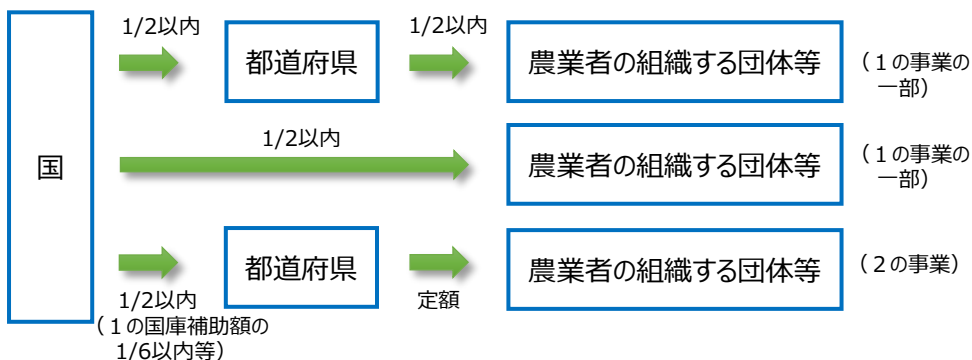 国
1/2以内
都道府県
1/2以内
農業者の組織する団体等
（１の事業の
一部）
1/2以内
農業者の組織する団体等
（１の事業の
一部）
都道府県
農業者の組織する団体等
（２の事業）
1/2以内
（１の国庫補助額の
1/6以内等）
定額